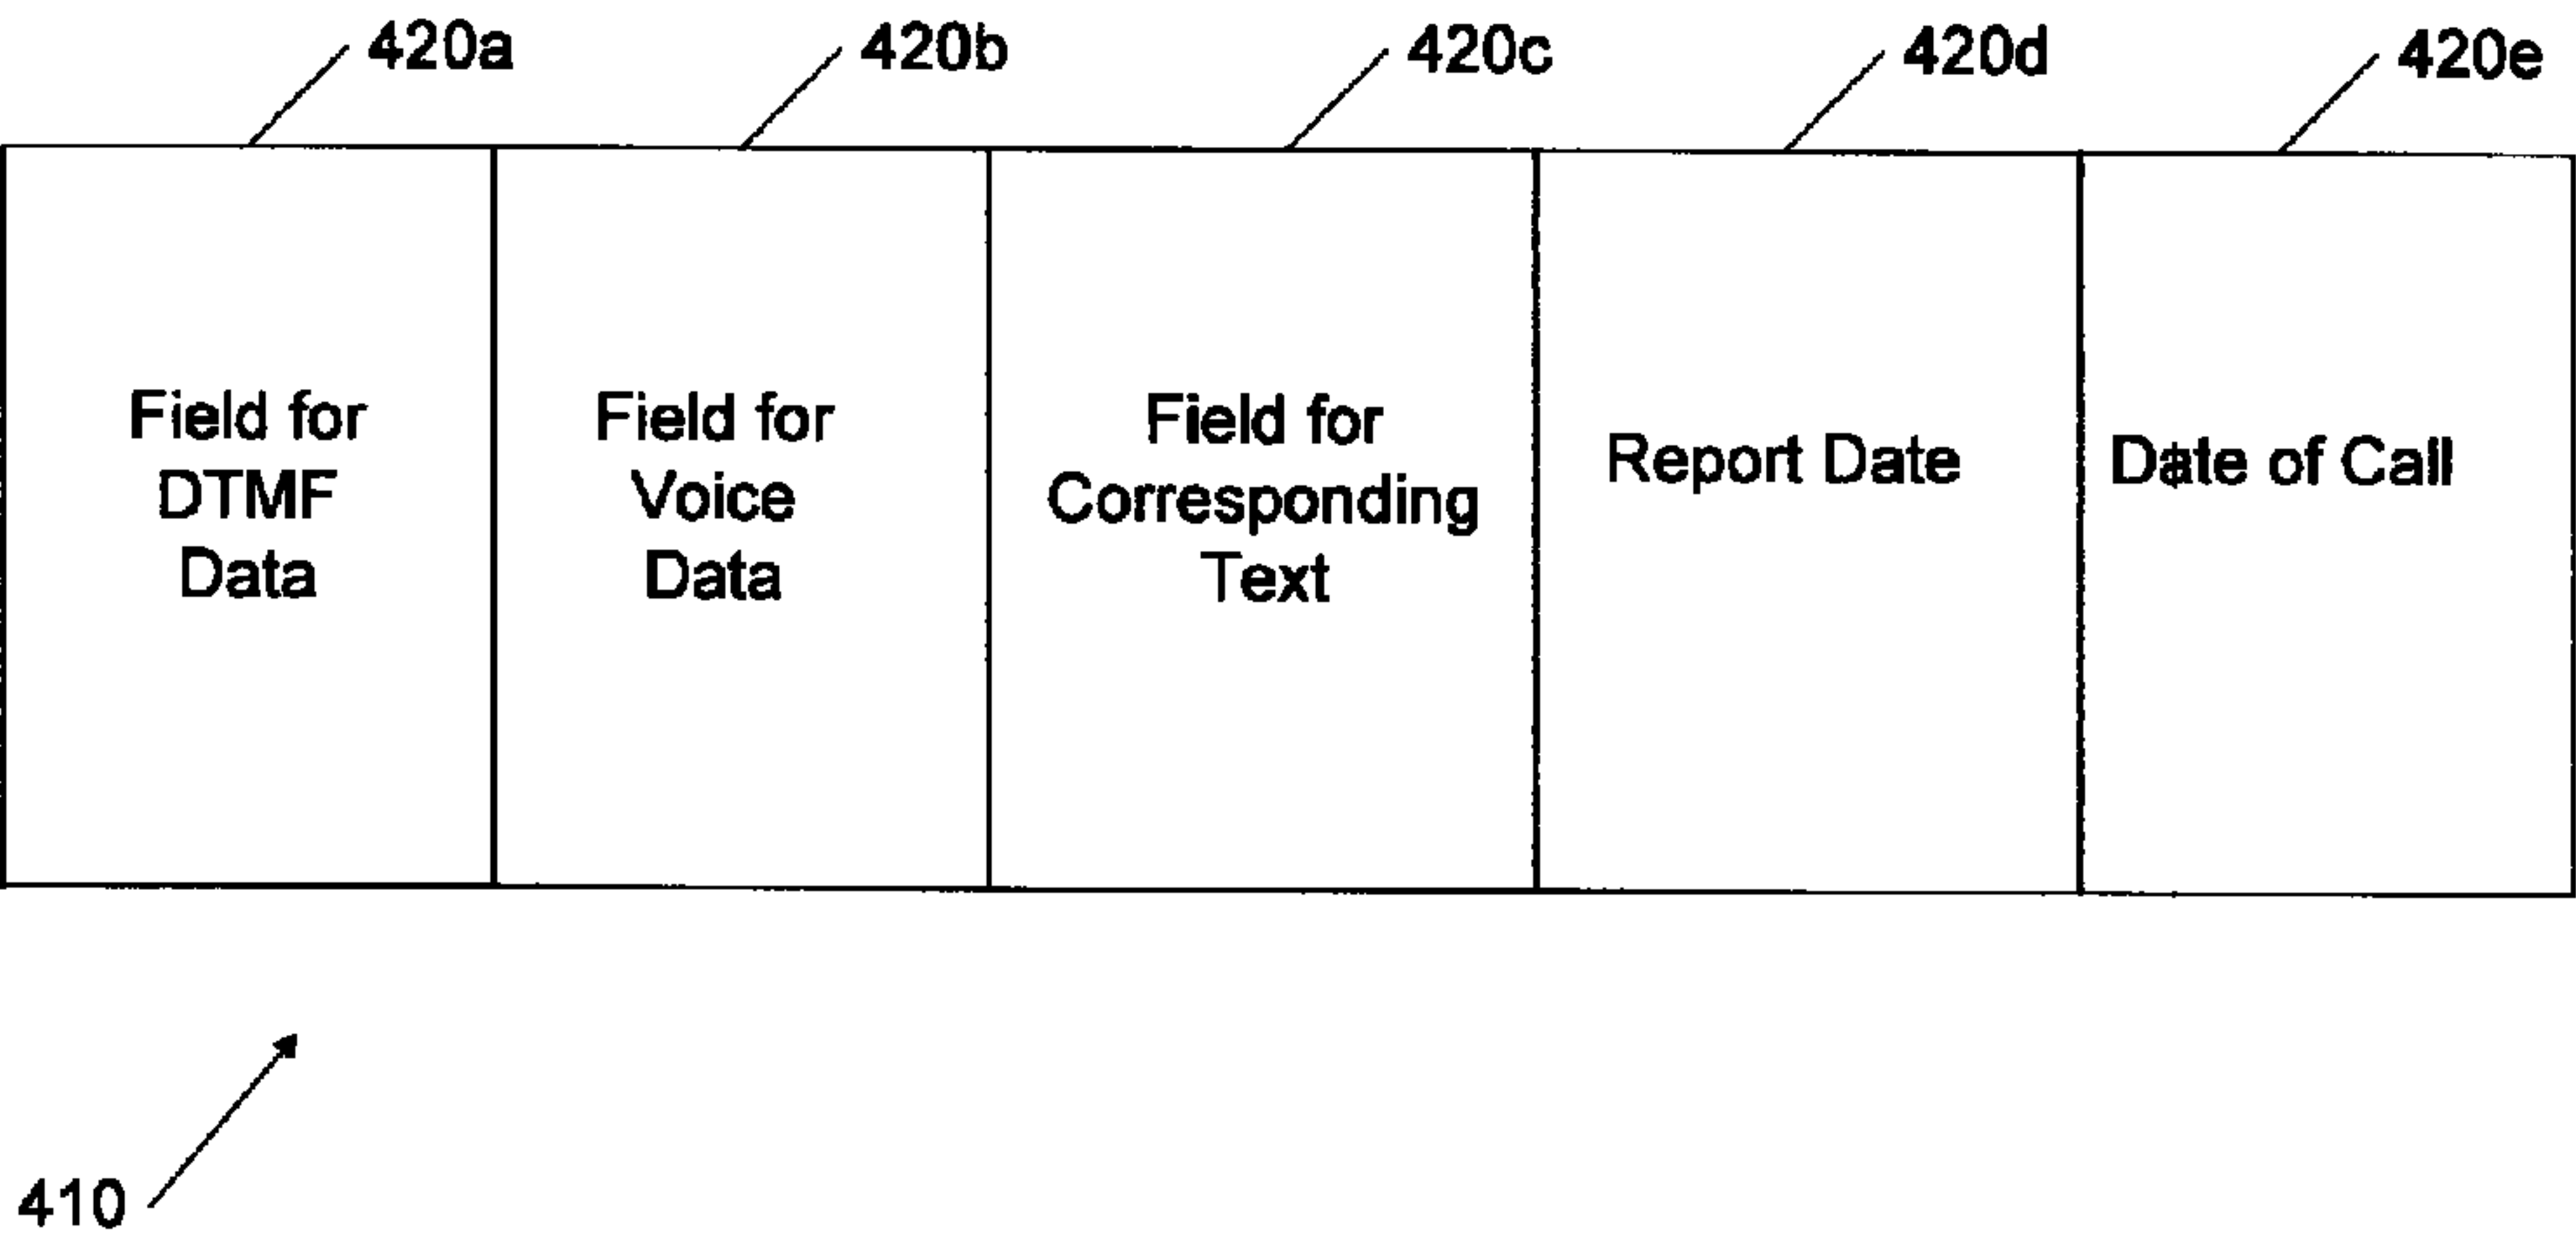 420a
420b
420c
420d
420e
Field for
DTMF
Data
Field for
Voice
Data
Field for
Corresponding
Text
Report Date
Date of Call
410